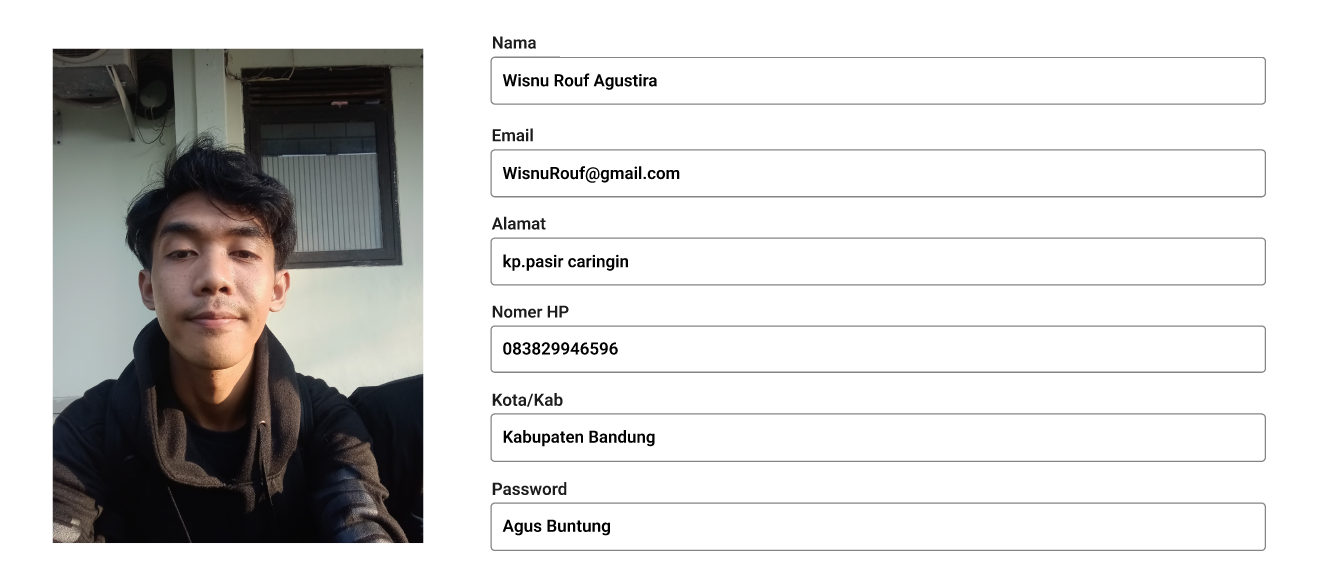 Nama
Wisnu Rouf Agustira
Email
WisnuRouf@gmail.com
Alamat
kp.pasir caringin
Nomer HP
083829946596
Kota/Kab
Kabupaten Bandung
Password
Agus Buntung